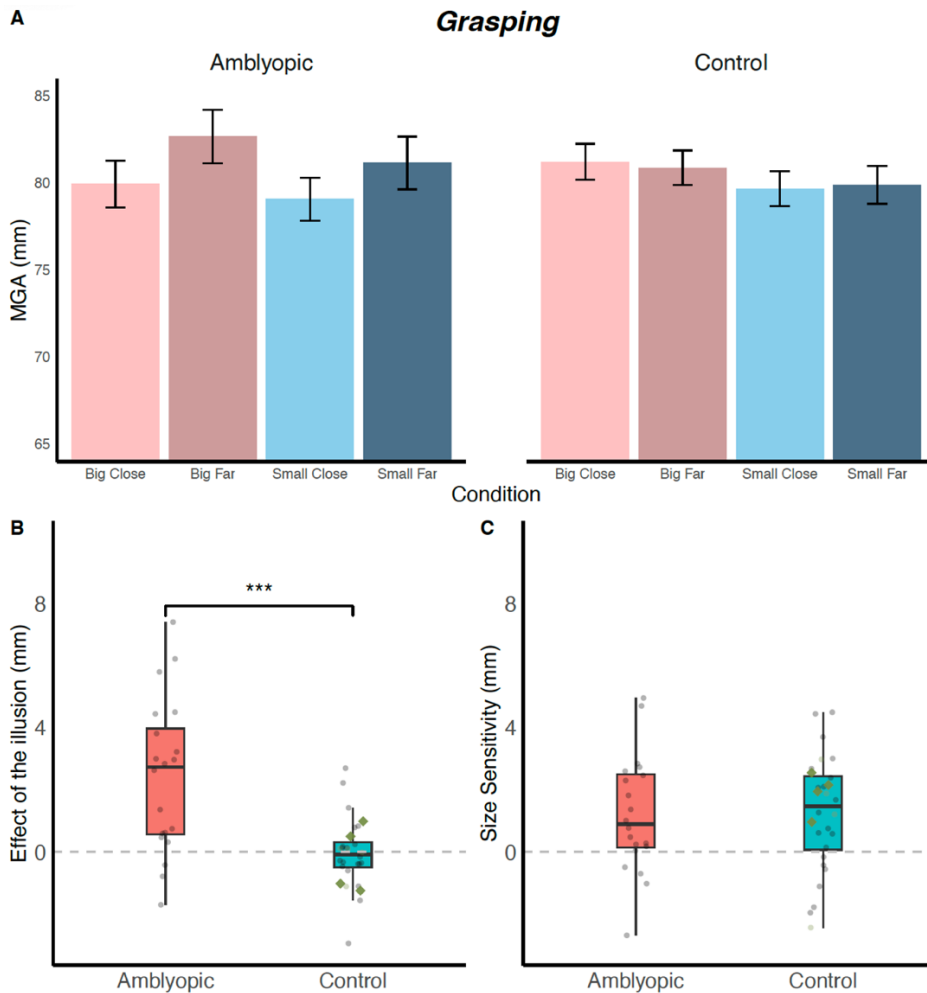 A
Grasping
Amblyopic
Control
MGA (mm)
85
80
75
70
65
Big Close Big Far Small Close Small Far
Big Close Big Far Small Close Small Far
Condition
B
Effect of the illusion (mm)
8
4
0
***
Amblyopic Control
C
Size Sensitivity (mm)
8
4
0
Amblyopic Control